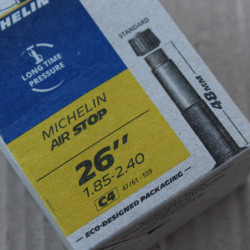 HELIN
LONG TIME
PRESSURE
STANDARD
48MM
MICHELIN
AIR STOP
26"
1.85-2.40
C4 47/61-559
ECO-DESIGNED PACKAGING